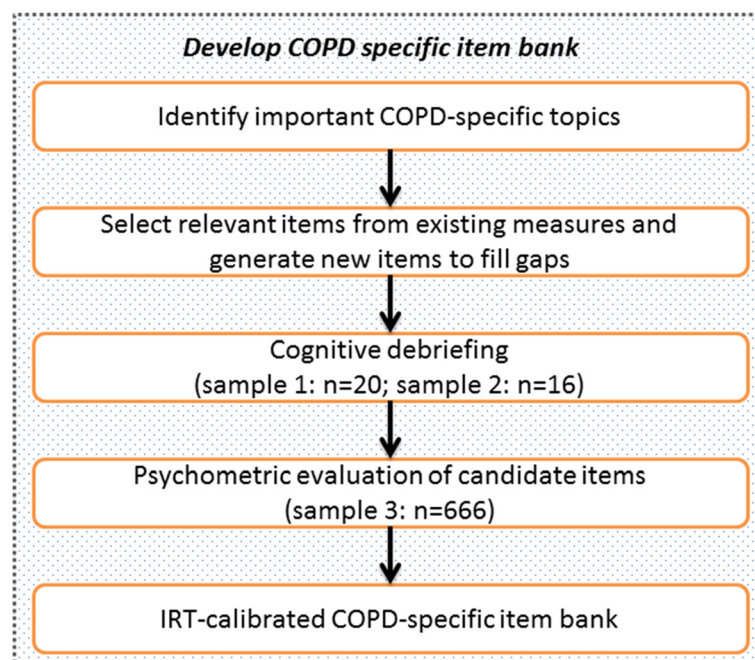 Develop COPD specific item bank
Identify important COPD-specific topics
Select relevant items from existing measures and
generate new items to fill gaps
Cognitive debriefing
(sample 1: n=20; sample 2: n=16)
Psychometric evaluation of candidate items
(sample 3: n=666)
IRT-calibrated COPD-specific item bank